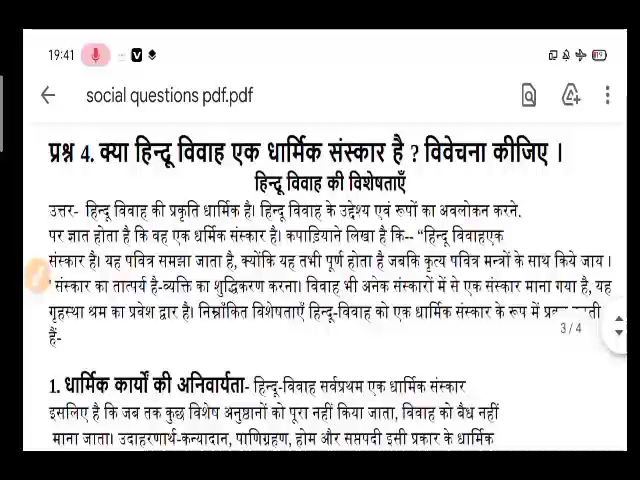 19:41
social questions pdf.pdf
प्रश्न 4. क्या हिन्दू विवाह एक धार्मिक संस्कार है ? विवेचना कीजिए ।
हिन्दू विवाह की विशेषताएँ
उत्तर- हिन्दू विवाह की प्रकृति धार्मिक है। हिन्दू विवाह के उद्देश्य एवं रूपों का अवलोकन करने.
पर ज्ञात होता है कि वह एक धर्मिक संस्कार है। कपाड़ियाने लिखा है कि-- "हिन्दू विवाहएक
संस्कार है। यह पवित्र समझा जाता है, क्योंकि यह तभी पूर्ण होता है जबकि कृत्य पवित्र मन्त्रों के साथ किये जाय ।
' संस्कार का तातपर्य है-व्यक्ति का शुद्धिकरण करना। विवाह भी अनेक संस्कारों में से एक संस्कार माना गया है, यह
गृहस्था श्रम का प्रवेश द्वार है। निम्नाँकित विशेषताएँ हिन्दू-विवाह को एक धार्मिक संस्कार के रूप में
हैं-
3/4
1. धार्मिक कार्यो की अनिवार्यता- हिन्दू-विवाह सर्वप्रथम एक धार्मिक संस्कार
इसलिए है कि जब तक कुछ विशेष अनुष्ठानों को पूरा नहीं किया जाता, विवाह को वैध नहीं
माना जाता। उदाहरणार्थ-कन्यादान, पाणिग्रहण, होम और सप्तपदी इसी प्रकार के धार्मिक